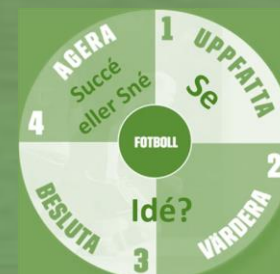 1 UPPFATTA
Se
2 VÄRDERA
Idé?
3
BESLUTA
4 AGERA
Succé
eller Sné
FOTBOLL